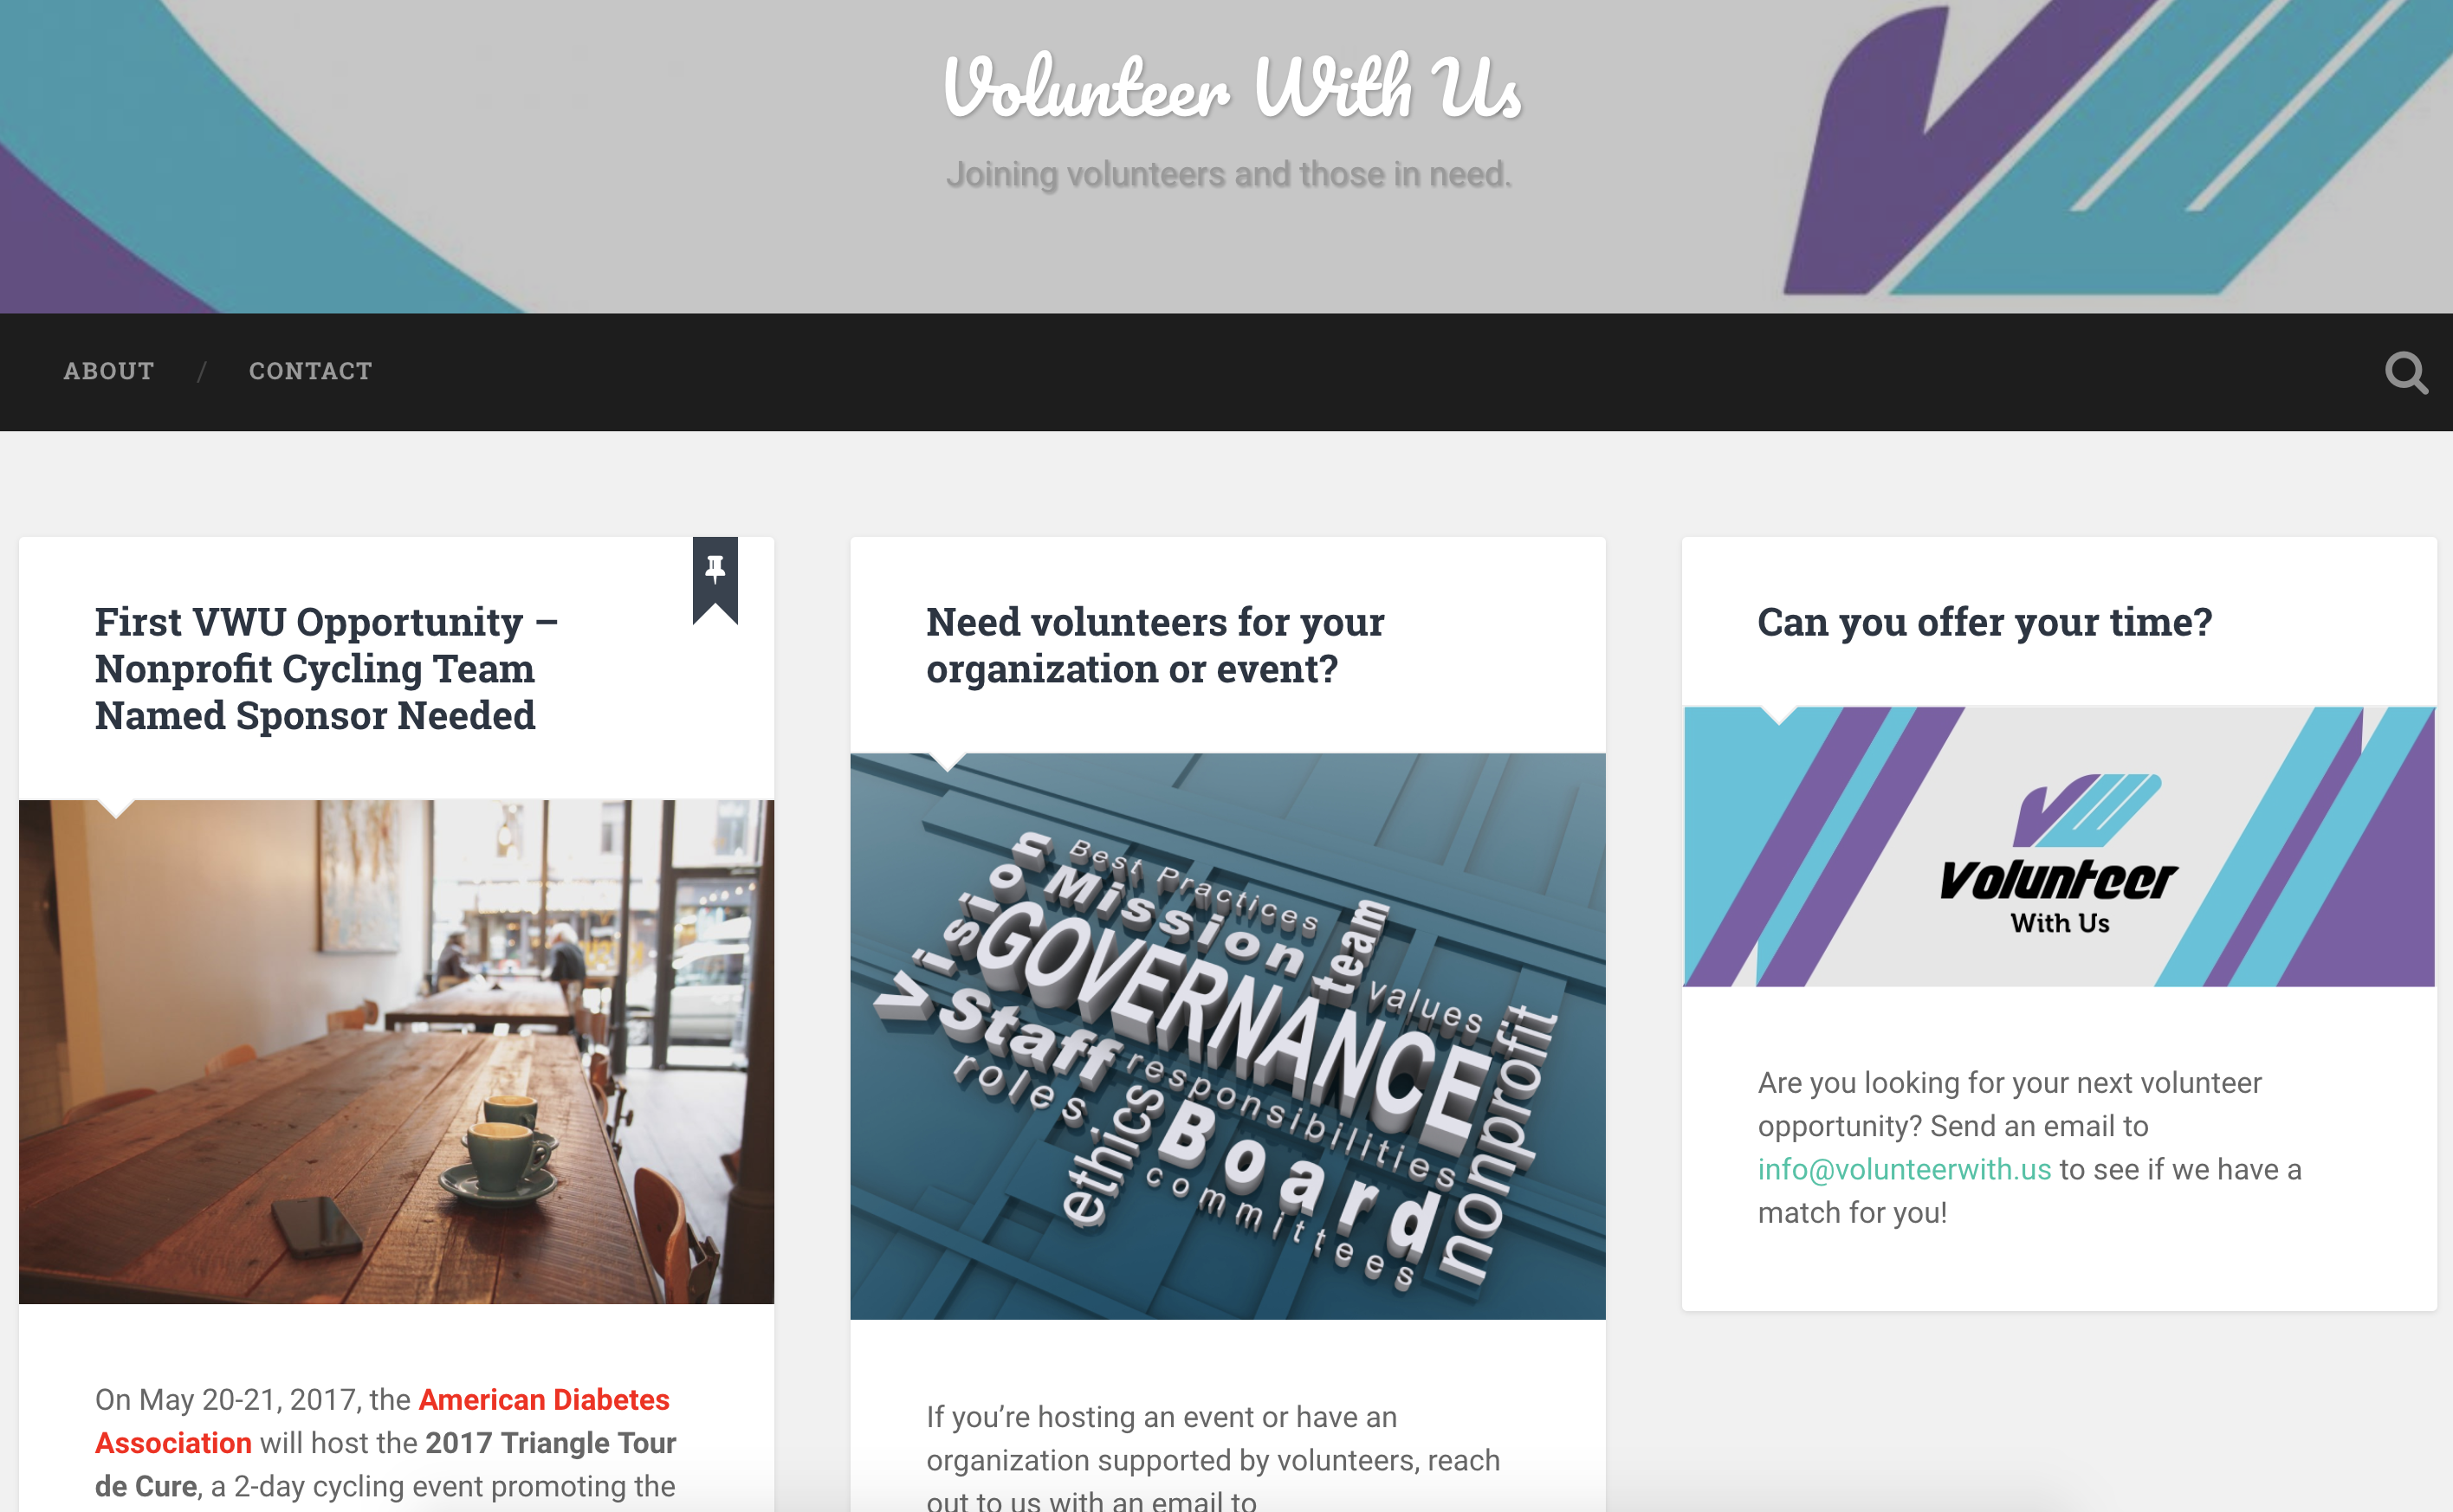 Volunteer With Us
Joining volunteers and those in need.
ABOUT / CONTACT
First VWU Opportunity –
Nonprofit Cycling Team
Named Sponsor Needed
On May 20-21, 2017, the American Diabetes
Association will host the 2017 Triangle Tour
de Cure, a 2-day cycling event promoting the
Need volunteers for your
organization or event?
Best Practices
Vision
Mission
team
GOVERNANCE
values
Staff
responsibilities
roles
ethics
Board
nonprofit
committees
If you’re hosting an event or have an
organization supported by volunteers, reach
out to us with an email to
Can you offer your time?
Volunteer
With Us
Are you looking for your next volunteer
opportunity? Send an email to
info@volunteerwith.us to see if we have a
match for you!